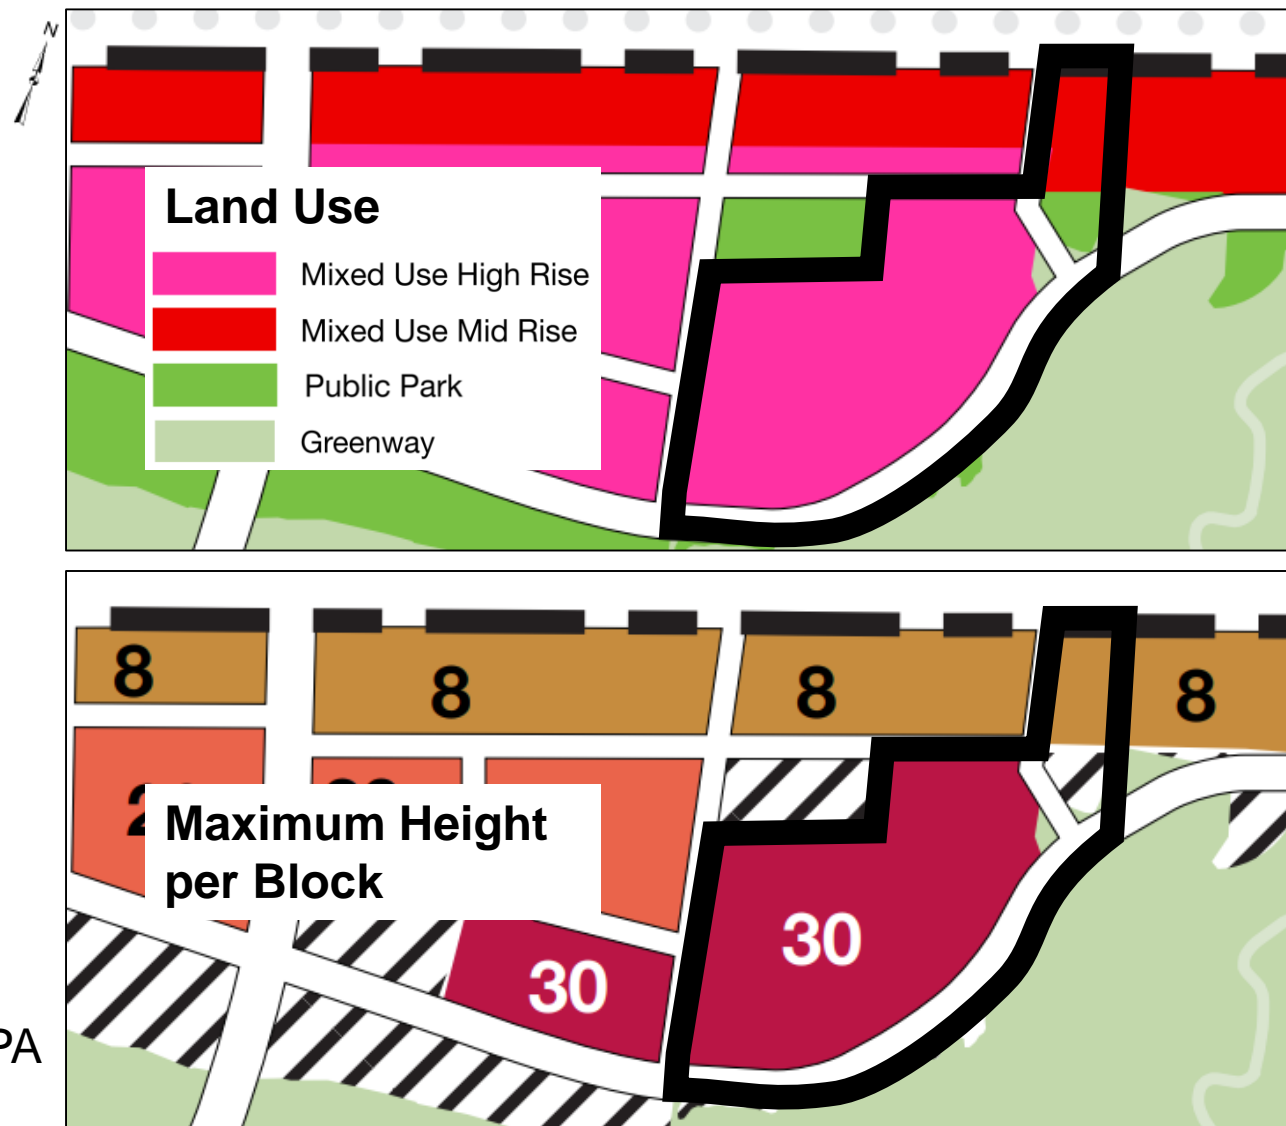 N
Land Use
Mixed Use High Rise
Mixed Use Mid Rise
Public Park
Greenway
8
8
8
8
Maximum Height
per Block
30
30
PA